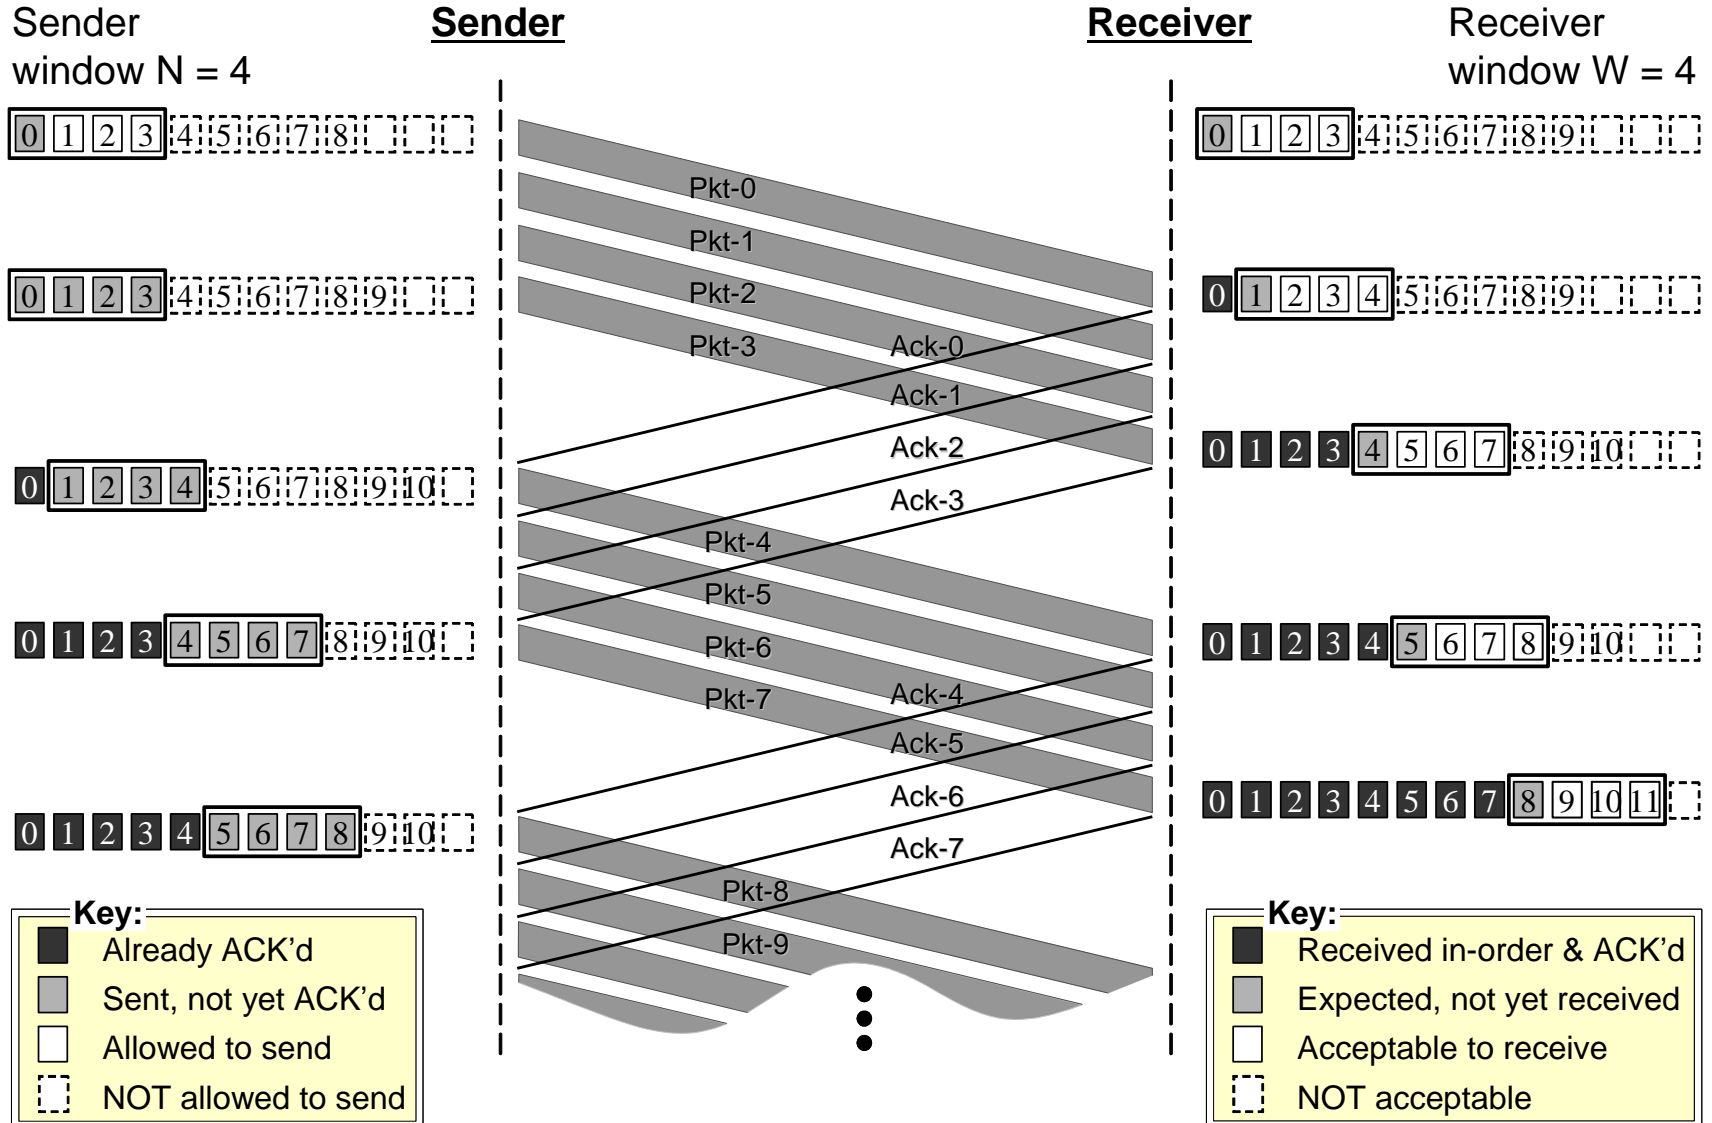 Sender
window N = 4
Sender
Receiver
Receiver
window W = 4
0 1 2 3 4 5 6 7 8
0 1 2 3 4 5 6 7 8 9
Pkt-0
Pkt-1
0 1 2 3 4 5 6 7 8 9
Pkt-2
0 1 2 3 4 5 6 7 8 9
Pkt-3
Ack-0
Ack-1
Ack-2
0 1 2 3 4 5 6 7 8 9 10
0 1 2 3 4 5 6 7 8 9 10
Ack-3
Pkt-4
Pkt-5
0 1 2 3 4 5 6 7 8 9 10
Pkt-6
0 1 2 3 4 5 6 7 8 9 10
Pkt-7
Ack-4
Ack-5
Ack-6
0 1 2 3 4 5 6 7 8 9 10 11
0 1 2 3 4 5 6 7 8 9 10
Ack-7
Pkt-8
Pkt-9
Key:
Already ACK’d
Sent, not yet ACK’d
Allowed to send
NOT allowed to send
Key:
Received in-order & ACK’d
Expected, not yet received
Acceptable to receive
NOT acceptable